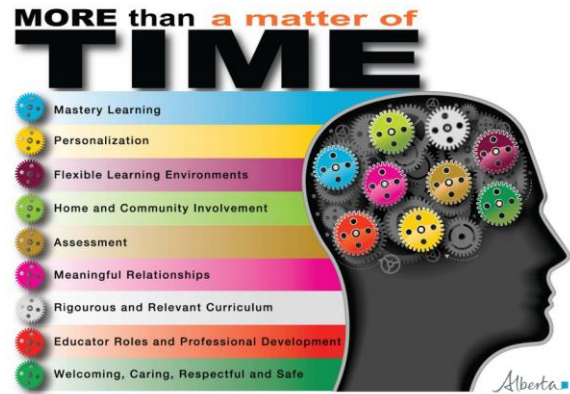 MORE than a matter of
TIME
Mastery Learning
Personalization
Flexible Learning Environments
Home and Community Involvement
Assessment
Meaningful Relationships
Rigourous and Relevant Curriculum
Educator Roles and Professional Development
Welcoming, Caring, Respectful and Safe
Alberta